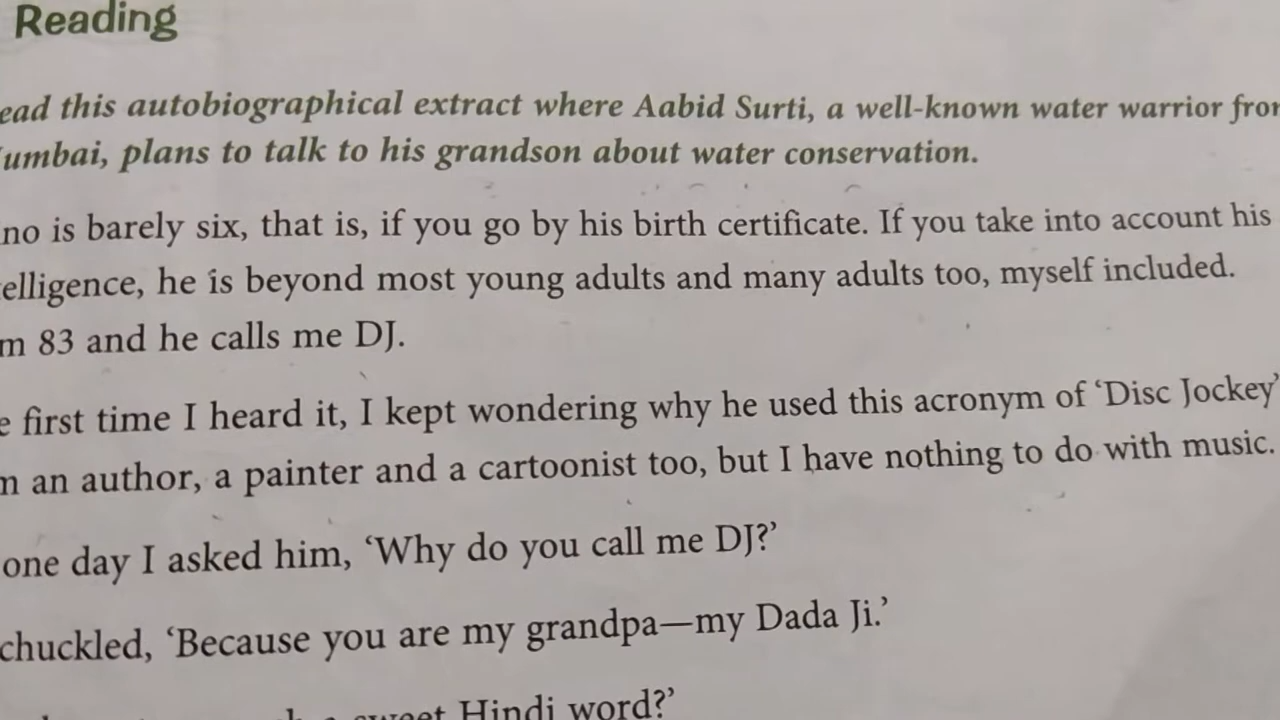 Reading
ead this autobiographical extract where Aabid Surti, a well-known water warrior from
umbai, plans to talk to his grandson about water conservation.
no is barely six, that is, if you go by his birth certificate. If you take into account his
elligence, he is beyond most young adults and many adults too, myself included.
m 83 and he calls me DJ.
e first time I heard it, I kept wondering why he used this acronym of ‘Disc Jockey’
m an author, a painter and a cartoonist too, but I have nothing to do with music.
one day I asked him, ‘Why do you call me DJ?’
chuckled, ‘Because you are my grandpa—my Dada Ji.’
sweet Hindi word?’